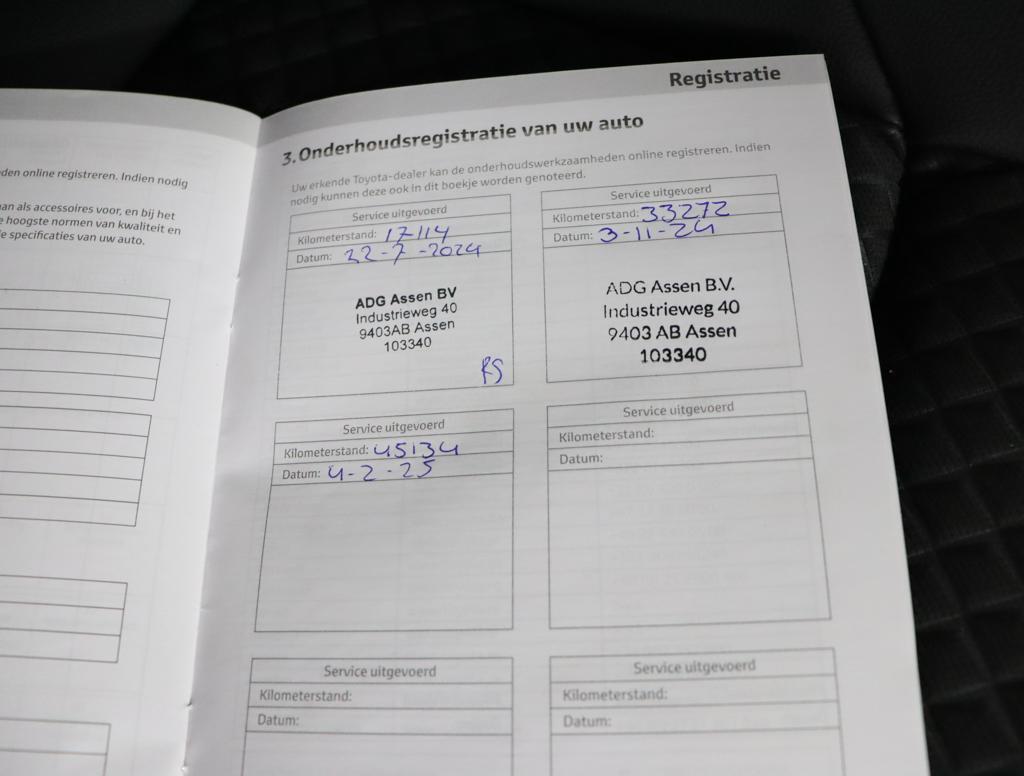 den online registreren. Indien nodig
an als accessoires voor, en bij het
e hoogste normen van kwaliteit en
le specificaties van uw auto.
Registratie
3. Onderhoudsregistratie van uw auto
Uw erkende Toyota-dealer kan de onderhoudswerkzaamheden online registreren. Indien
nodig kunnen deze ook in dit boekje worden genoteerd.
Service uitgevoerd
Kilometerstand: 17114
Datum: 22-7-2024
ADG Assen BV
Industrieweg 40
9403AB Assen
103340
RS
Service uitgevoerd
Kilometerstand: 33272
Datum: 3-11-24
ADG Assen B.V.
Industrieweg 40
9403 AB Assen
103340
Service uitgevoerd
Kilometerstand: 45134
Datum: 4-2-25
Service uitgevoerd
Kilometerstand:
Datum:
Service uitgevoerd
Kilometerstand:
Datum:
Service uitgevoerd
Kilometerstand:
Datum: